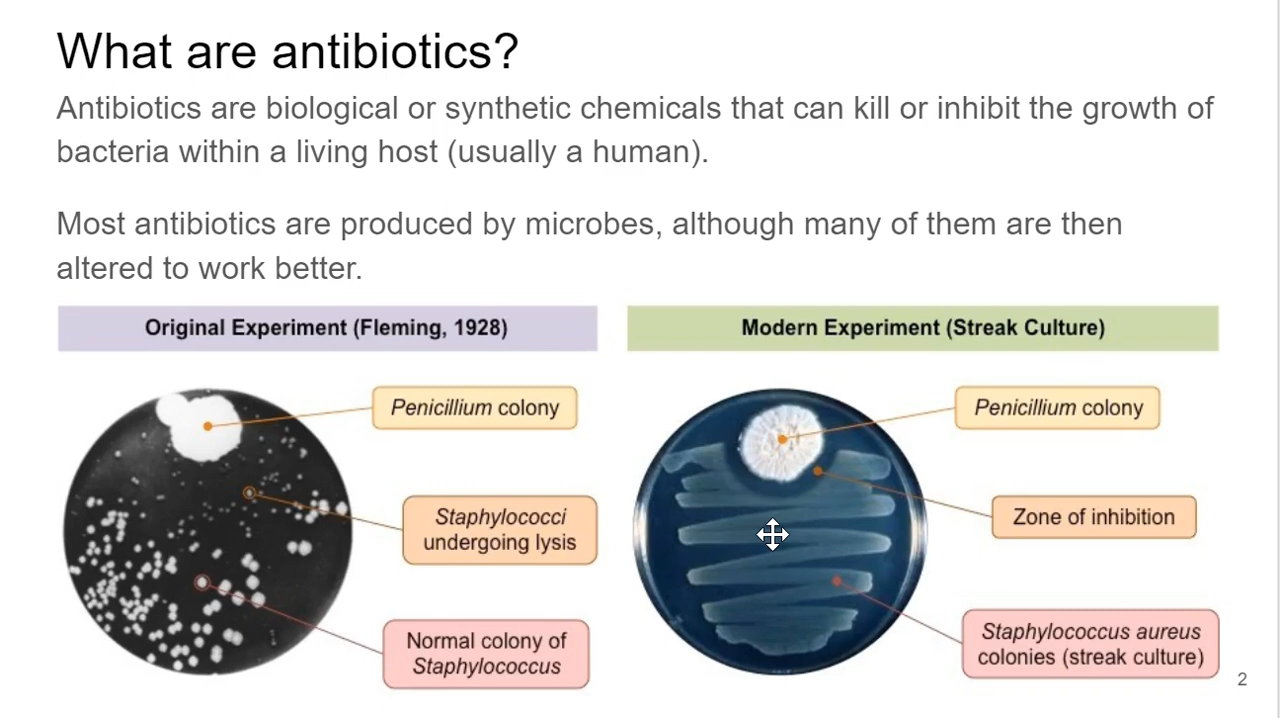 What are antibiotics?
Antibiotics are biological or synthetic chemicals that can kill or inhibit the growth of
bacteria within a living host (usually a human).
Most antibiotics are produced by microbes, although many of them are then
altered to work better.
Original Experiment (Fleming, 1928)
Penicillium colony
Staphylococci
undergoing lysis
Normal colony of
Staphylococcus
Modern Experiment (Streak Culture)
Penicillium colony
Zone of inhibition
Staphylococcus aureus
colonies (streak culture)
2